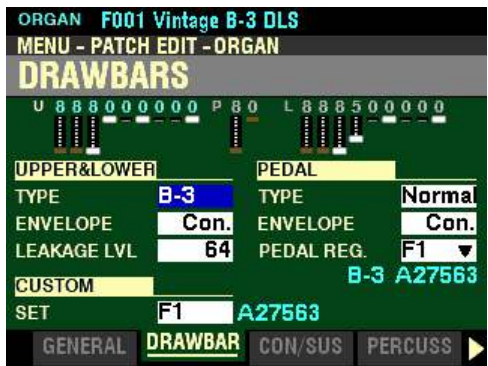 ORGAN F001 Vintage B-3 DLS
MENU - PATCH EDIT - ORGAN
DRAWBARS
U 888000000 P 80 L 888500000
UPPER&LOWER PEDAL
TYPE B-3 TYPE Normal
ENVELOPE Con. ENVELOPE Con.
LEAKAGE LVL 64 PEDAL REG. F1 ▼
B-3 A27563
CUSTOM
SET F1 A27563
GENERAL DRAWBAR CON/SUS PERCUSS